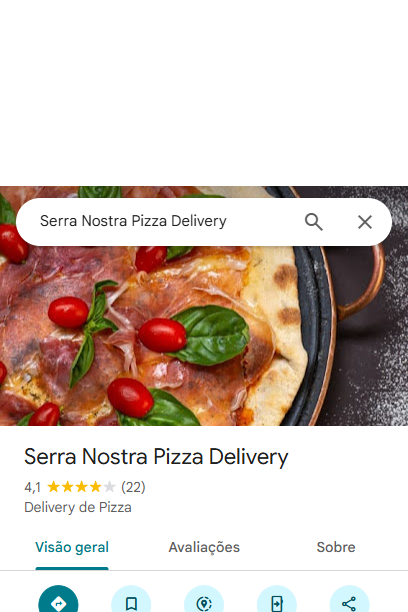 Serra Nostra Pizza Delivery
Serra Nostra Pizza Delivery
4,1 (22)
Delivery de Pizza
Visão geral Avaliações Sobre